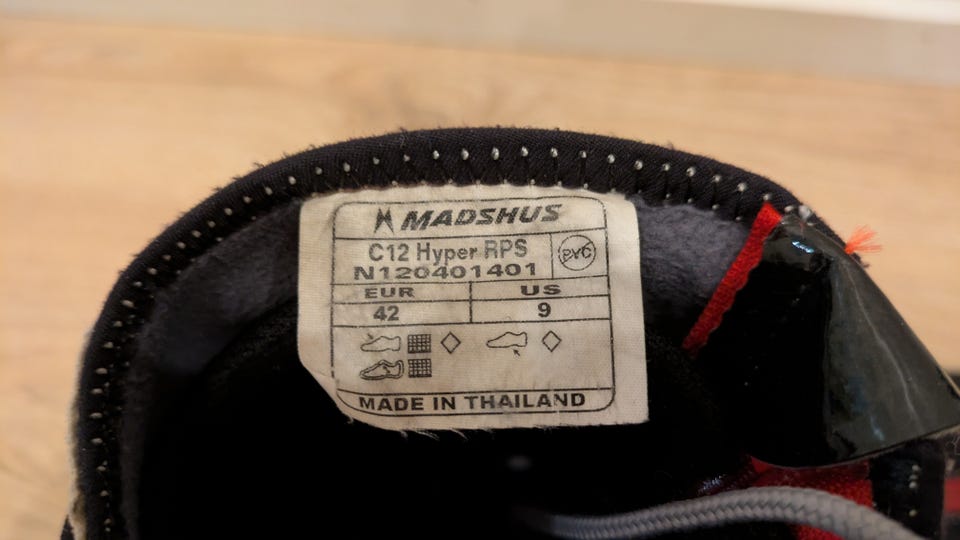 MADSHUS
C12 Hyper RPS
N120401401
PVC
EUR US
42 9
MADE IN THAILAND